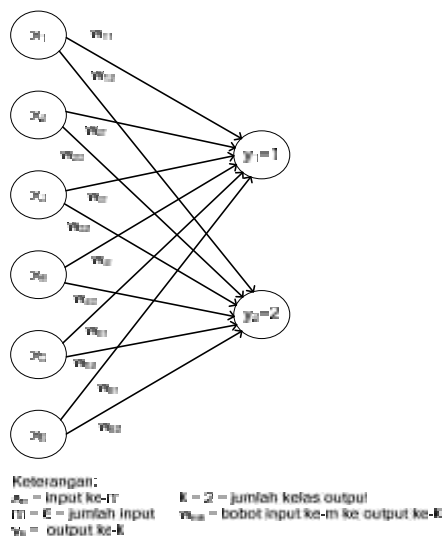 x₁
w₁₁
w₁₂
x₂
w₂₁
w₂₂
y₁=1
x₃
w₃₁
w₃₂
x₄
w₄₁
w₄₂
y₂=2
x₅
w₅₁
w₅₂
x₆
w₆₁
w₆₂
Keterangan:
xₘ = input ke-m K = 2 = jumlah kelas output
m = 6 = jumlah input wₘₖ = bobot input ke-m ke output ke-K
yₖ = output ke-K